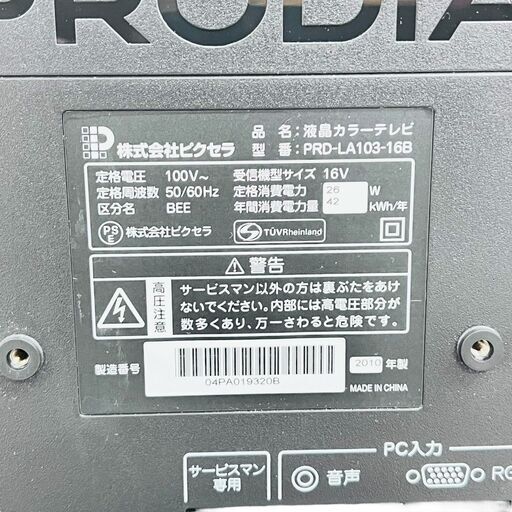 PRODIA
株式会社ピクセラ
品 名：液晶カラーテレビ
型 番：PRD-LA103-16B
定格電圧 100V～ 受信機型サイズ 16V
定格周波数 50/60Hz 定格消費電力 26 W
区分名 BEE 年間消費電力量 42 kWh/年
PS E 株式会社ピクセラ TÜVRheinland
警告
高圧注意
サービスマン以外の方は裏ぶたをあけ
ないでください。内部には高電圧部分が
数多くあり、万一さわると危険です。
製造番号 04PA019320B 2010 年製
MADE IN CHINA
サービスマン
専用
PC入力
音声 RG